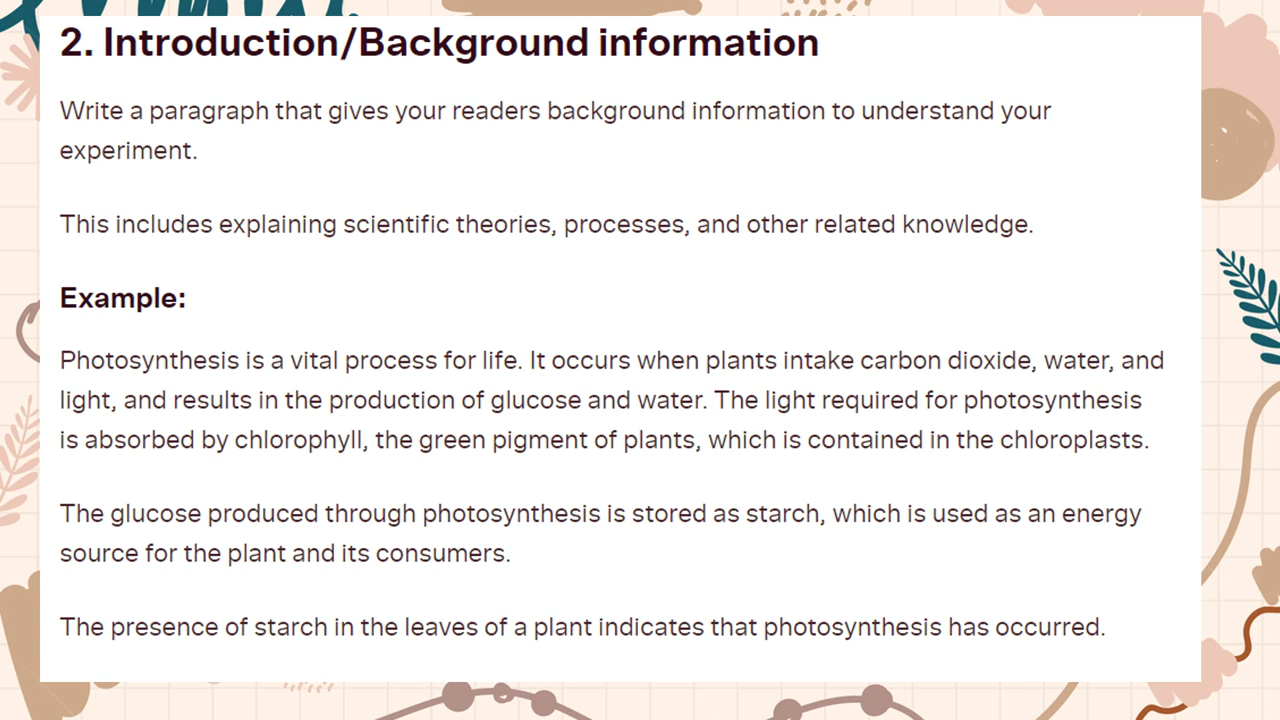 2. Introduction/Background information
Write a paragraph that gives your readers background information to understand your
experiment.
This includes explaining scientific theories, processes, and other related knowledge.
Example:
Photosynthesis is a vital process for life. It occurs when plants intake carbon dioxide, water, and
light, and results in the production of glucose and water. The light required for photosynthesis
is absorbed by chlorophyll, the green pigment of plants, which is contained in the chloroplasts.
The glucose produced through photosynthesis is stored as starch, which is used as an energy
source for the plant and its consumers.
The presence of starch in the leaves of a plant indicates that photosynthesis has occurred.